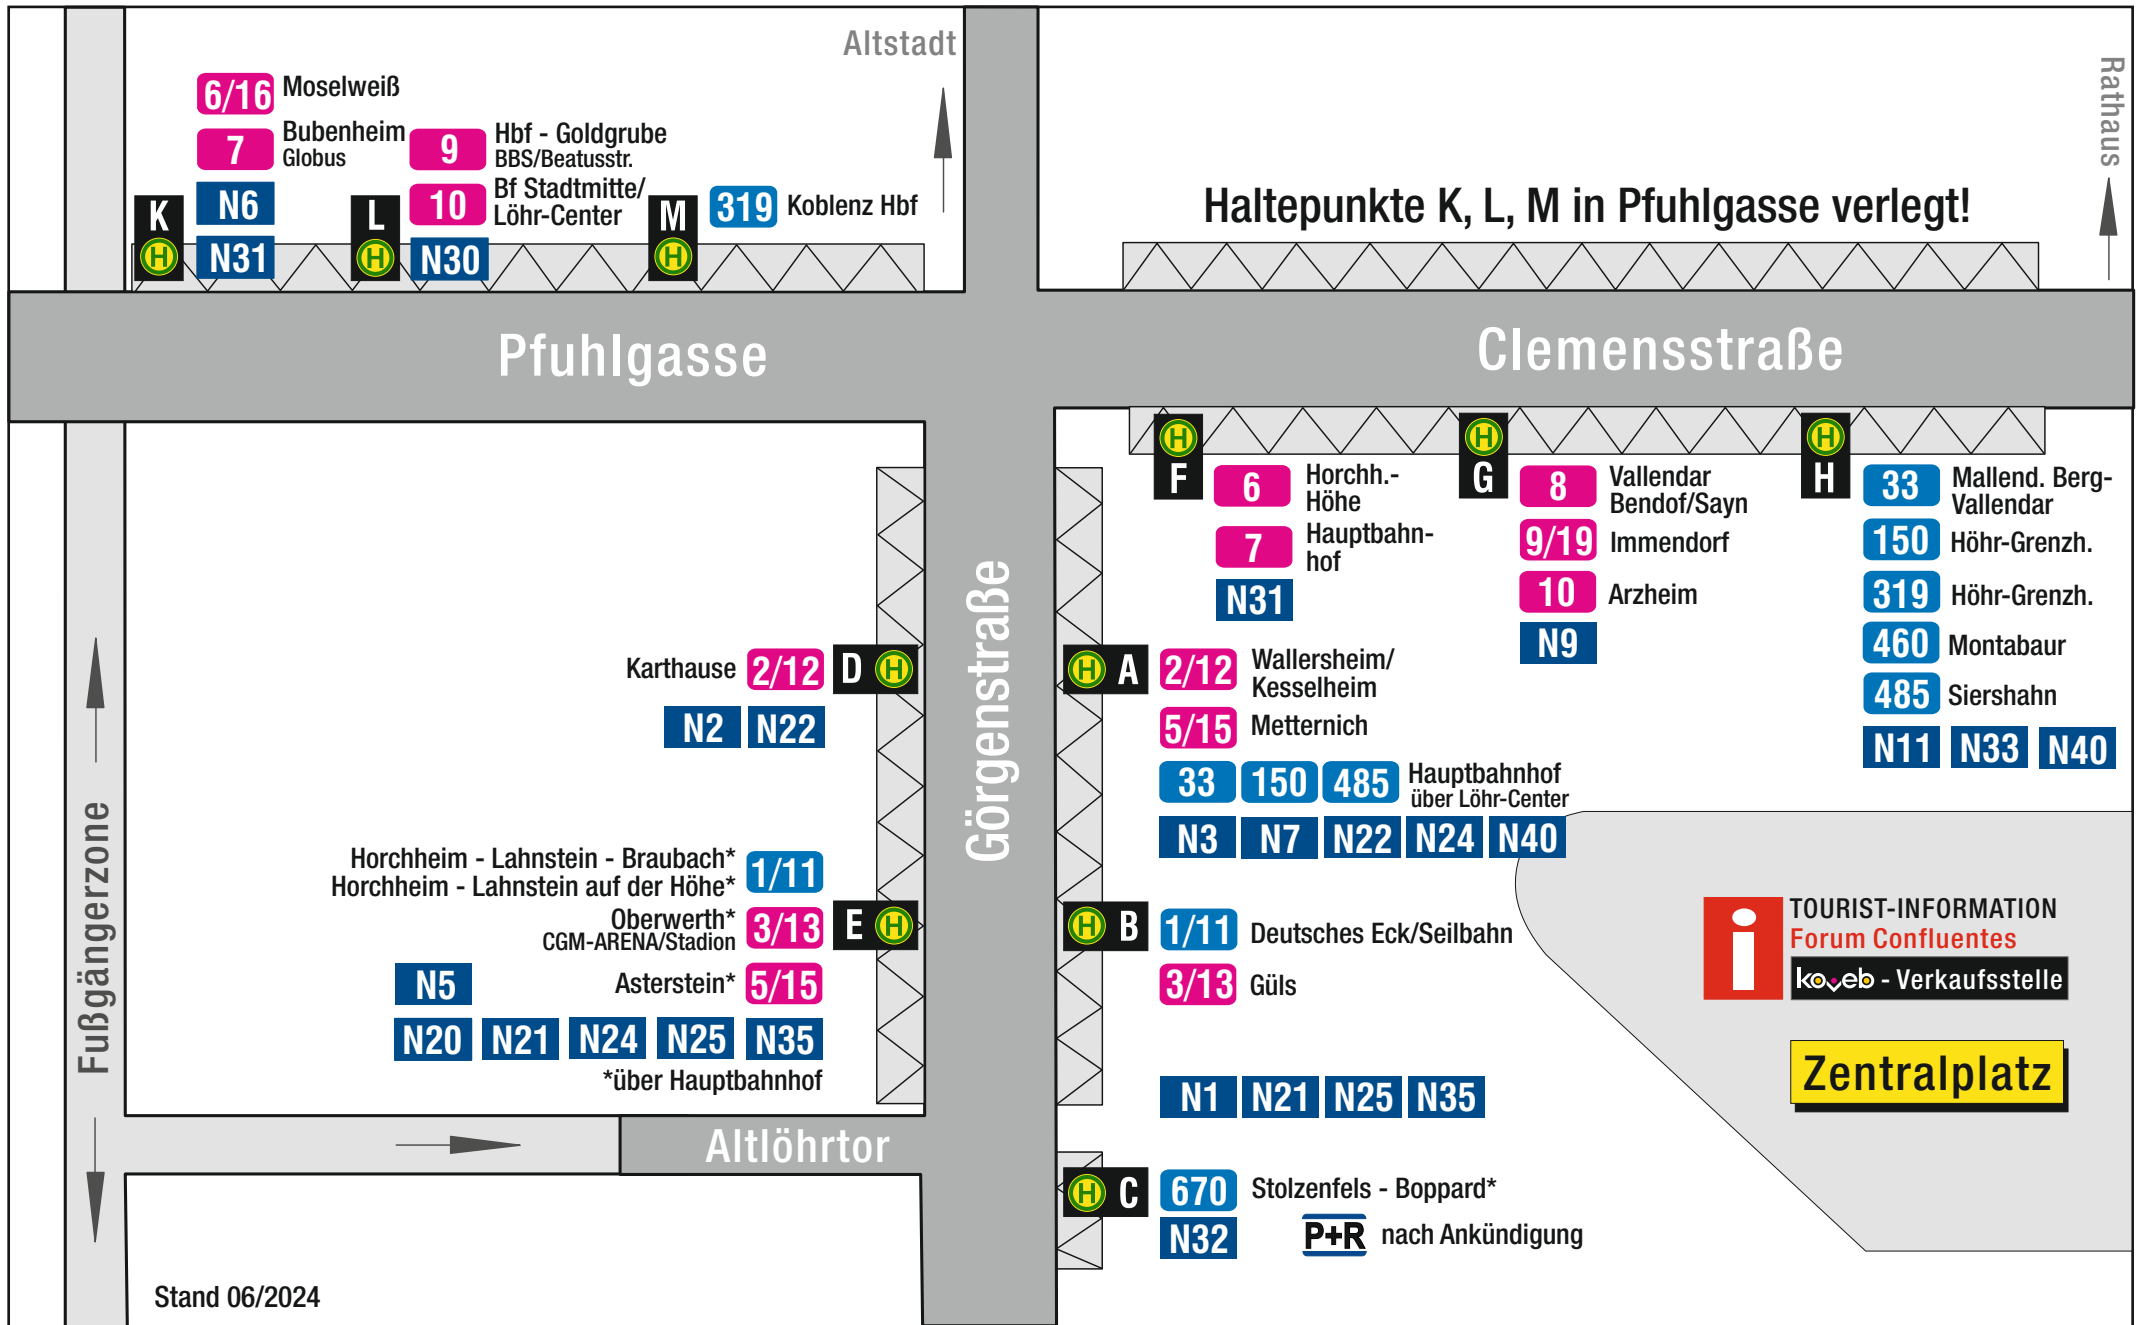 Altstadt
Rathaus
6/16 Moselweiß
7 Bubenheim
Globus
N6
N31
K
H
9 Hbf - Goldgrube
BBS/Beatusstr.
10 Bf Stadtmitte/
Löhr-Center
N30
L
H
M
H
319 Koblenz Hbf
Haltepunkte K, L, M in Pfuhlgasse verlegt!
Pfuhlgasse
Clemensstraße
Görgenstraße
Fußgängerzone
H
F
6 Horchh.-
Höhe
7 Hauptbahn-
hof
N31
H
G
8 Vallendar
Bendof/Sayn
9/19 Immendorf
10 Arzheim
N9
H
H
33 Mallend. Berg-
Vallendar
150 Höhr-Grenzh.
319 Höhr-Grenzh.
460 Montabaur
485 Siershahn
N11 N33 N40
Karthause 2/12 D H
N2 N22
H A 2/12 Wallersheim/
Kesselheim
5/15 Metternich
33 150 485 Hauptbahnhof
über Löhr-Center
N3 N7 N22 N24 N40
Horchheim - Lahnstein - Braubach*
Horchheim - Lahnstein auf der Höhe* 1/11
Oberwerth*
CGM-ARENA/Stadion 3/13 E H
N5 Asterstein* 5/15
N20 N21 N24 N25 N35
*über Hauptbahnhof
H B 1/11 Deutsches Eck/Seilbahn
3/13 Güls
N1 N21 N25 N35
i
TOURIST-INFORMATION
Forum Confluentes
koveb - Verkaufsstelle
Zentralplatz
Altlöhrtor
H C 670 Stolzenfels - Boppard*
N32 P+R nach Ankündigung
Stand 06/2024